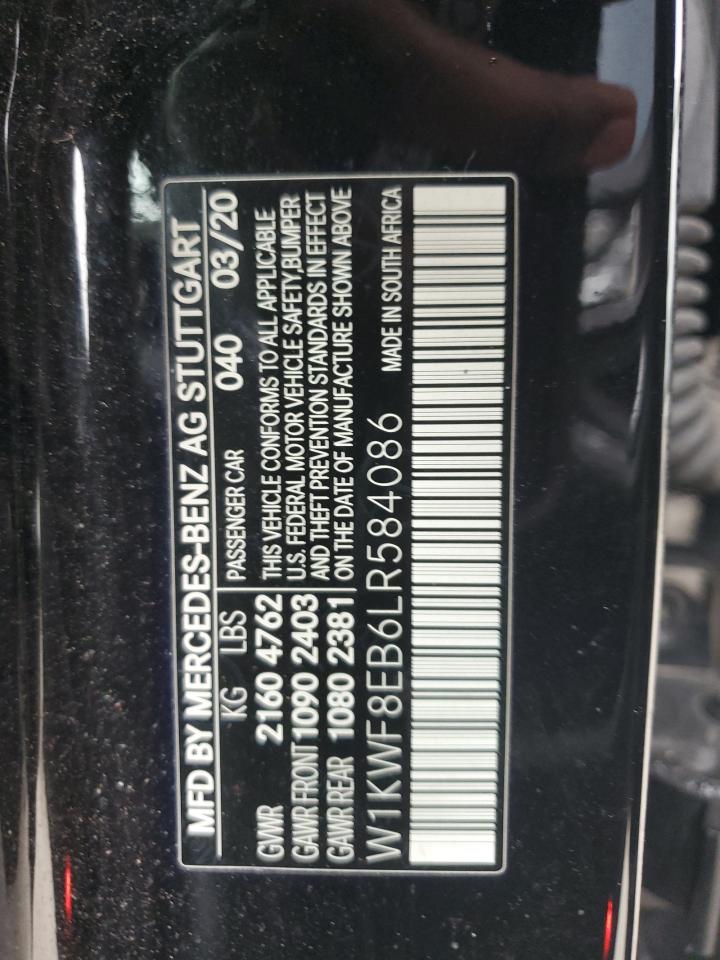 MFD BY MERCEDES-BENZ AG STUTTGART
KG LBS
GVWR 2160 4762
GAWR FRONT 1090 2403
GAWR REAR 1080 2381
040 03/20
PASSENGER CAR
THIS VEHICLE CONFORMS TO ALL APPLICABLE
U.S. FEDERAL MOTOR VEHICLE SAFETY, BUMPER
AND THEFT PREVENTION STANDARDS IN EFFECT
ON THE DATE OF MANUFACTURE SHOWN ABOVE
W1KWF8EB6LR584086 MADE IN SOUTH AFRICA